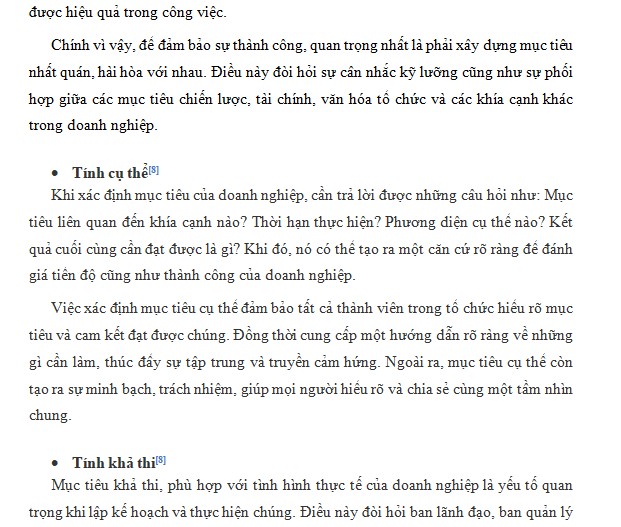 được hiệu quả trong công việc.
Chính vì vậy, để đảm bảo sự thành công, quan trọng nhất là phải xây dựng mục tiêu
nhất quán, hài hòa với nhau. Điều này đòi hỏi sự cân nhắc kỹ lưỡng cũng như sự phối
hợp giữa các mục tiêu chiến lược, tài chính, văn hóa tổ chức và các khía cạnh khác
trong doanh nghiệp.
• Tính cụ thể[8]
Khi xác định mục tiêu của doanh nghiệp, cần trả lời được những câu hỏi như: Mục
tiêu liên quan đến khía cạnh nào? Thời hạn thực hiện? Phương diện cụ thể nào? Kết
quả cuối cùng cần đạt được là gì? Khi đó, nó có thể tạo ra một căn cứ rõ ràng để đánh
giá tiến độ cũng như thành công của doanh nghiệp.
Việc xác định mục tiêu cụ thể đảm bảo tất cả thành viên trong tổ chức hiểu rõ mục
tiêu và cam kết đạt được chúng. Đồng thời cung cấp một hướng dẫn rõ ràng về những
gì cần làm, thúc đẩy sự tập trung và truyền cảm hứng. Ngoài ra, mục tiêu cụ thể còn
tạo ra sự minh bạch, trách nhiệm, giúp mọi người hiểu rõ và chia sẻ cùng một tầm nhìn
chung.
• Tính khả thi[8]
Mục tiêu khả thi, phù hợp với tình hình thực tế của doanh nghiệp là yếu tố quan
trọng khi lập kế hoạch và thực hiện chúng. Điều này đòi hỏi ban lãnh đạo, ban quản lý